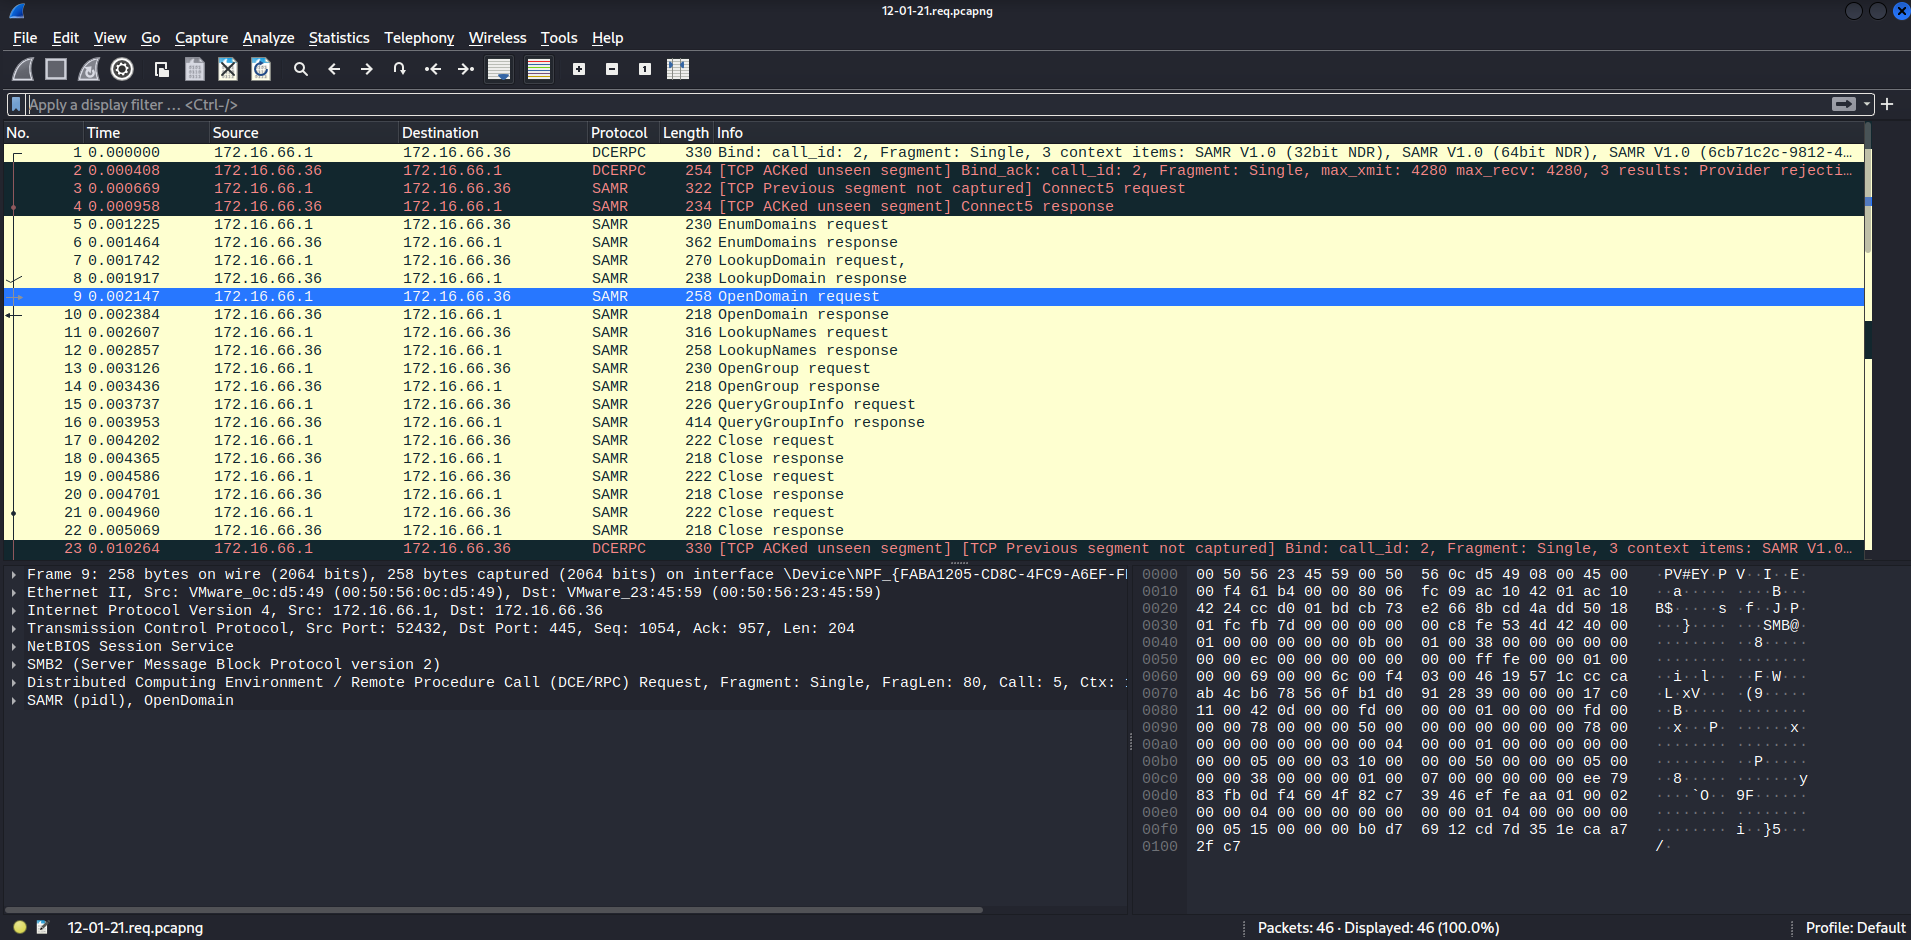 12-01-21.req.pcapng
File Edit View Go Capture Analyze Statistics Telephony Wireless Tools Help
Apply a display filter … <Ctrl-/>
No. Time Source Destination Protocol Length Info
1 0.000000 172.16.66.1 172.16.66.36 DCERPC 330 Bind: call_id: 2, Fragment: Single, 3 context items: SAMR V1.0 (32bit NDR), SAMR V1.0 (64bit NDR), SAMR V1.0 (6cb71c2c-9812-4…
2 0.000408 172.16.66.36 172.16.66.1 DCERPC 254 [TCP ACKed unseen segment] Bind_ack: call_id: 2, Fragment: Single, max_xmit: 4280 max_recv: 4280, 3 results: Provider rejecti…
3 0.000669 172.16.66.1 172.16.66.36 SAMR 322 [TCP Previous segment not captured] Connect5 request
4 0.000958 172.16.66.36 172.16.66.1 SAMR 234 [TCP ACKed unseen segment] Connect5 response
5 0.001225 172.16.66.1 172.16.66.36 SAMR 230 EnumDomains request
6 0.001464 172.16.66.36 172.16.66.1 SAMR 362 EnumDomains response
7 0.001742 172.16.66.1 172.16.66.36 SAMR 270 LookupDomain request,
8 0.001917 172.16.66.36 172.16.66.1 SAMR 238 LookupDomain response
9 0.002147 172.16.66.1 172.16.66.36 SAMR 258 OpenDomain request
10 0.002384 172.16.66.36 172.16.66.1 SAMR 218 OpenDomain response
11 0.002607 172.16.66.1 172.16.66.36 SAMR 316 LookupNames request
12 0.002857 172.16.66.36 172.16.66.1 SAMR 258 LookupNames response
13 0.003126 172.16.66.1 172.16.66.36 SAMR 230 OpenGroup request
14 0.003436 172.16.66.36 172.16.66.1 SAMR 218 OpenGroup response
15 0.003737 172.16.66.1 172.16.66.36 SAMR 226 QueryGroupInfo request
16 0.003953 172.16.66.36 172.16.66.1 SAMR 414 QueryGroupInfo response
17 0.004202 172.16.66.1 172.16.66.36 SAMR 222 Close request
18 0.004365 172.16.66.36 172.16.66.1 SAMR 218 Close response
19 0.004586 172.16.66.1 172.16.66.36 SAMR 222 Close request
20 0.004701 172.16.66.36 172.16.66.1 SAMR 218 Close response
21 0.004960 172.16.66.1 172.16.66.36 SAMR 222 Close request
22 0.005069 172.16.66.36 172.16.66.1 SAMR 218 Close response
23 0.010264 172.16.66.1 172.16.66.36 DCERPC 330 [TCP ACKed unseen segment] [TCP Previous segment not captured] Bind: call_id: 2, Fragment: Single, 3 context items: SAMR V1.0…
Frame 9: 258 bytes on wire (2064 bits), 258 bytes captured (2064 bits) on interface \Device\NPF_{FABA1205-CD8C-4FC9-A6EF-F
Ethernet II, Src: VMware_0c:d5:49 (00:50:56:0c:d5:49), Dst: VMware_23:45:59 (00:50:56:23:45:59)
Internet Protocol Version 4, Src: 172.16.66.1, Dst: 172.16.66.36
Transmission Control Protocol, Src Port: 52432, Dst Port: 445, Seq: 1054, Ack: 957, Len: 204
NetBIOS Session Service
SMB2 (Server Message Block Protocol version 2)
Distributed Computing Environment / Remote Procedure Call (DCE/RPC) Request, Fragment: Single, FragLen: 80, Call: 5, Ctx:
SAMR (pidl), OpenDomain
0000 00 50 56 23 45 59 00 50 56 0c d5 49 08 00 45 00 ·PV#EY·P V··I··E·
0010 00 f4 61 b4 00 00 80 06 fc 09 ac 10 42 01 ac 10 ··a····· ····B···
0020 42 24 cc d0 01 bd cb 73 e2 66 8b cd 4a dd 50 18 B$·····s ·f··J·P·
0030 01 fc fb 7d 00 00 00 00 00 c8 fe 53 4d 42 40 00 ···}···· ···SMB@·
0040 01 00 00 00 00 00 0b 00 01 00 38 00 00 00 00 00 ········ ··8·····
0050 00 00 ec 00 00 00 00 00 00 00 ff fe 00 00 01 00 ········ ········
0060 00 00 69 00 00 6c 00 f4 03 00 46 19 57 1c cc ca ··i··l·· ··F·W···
0070 ab 4c b6 78 56 0f b1 d0 91 28 39 00 00 00 17 c0 ·L·xV··· ·(9·····
0080 11 00 42 0d 00 00 fd 00 00 00 01 00 00 00 fd 00 ··B····· ········
0090 00 00 78 00 00 00 50 00 00 00 00 00 00 00 78 00 ··x···P· ······x·
00a0 00 00 00 00 00 00 00 04 00 00 01 00 00 00 00 00 ········ ········
00b0 00 00 05 00 00 03 10 00 00 00 50 00 00 00 05 00 ········ ··P·····
00c0 00 00 38 00 00 00 01 00 07 00 00 00 00 00 ee 79 ··8····· ·······y
00d0 83 fb 0d f4 60 4f 82 c7 39 46 ef fe aa 01 00 02 ····`O·· 9F······
00e0 00 00 04 00 00 00 00 00 00 00 01 04 00 00 00 00 ········ ········
00f0 00 05 15 00 00 00 b0 d7 69 12 cd 7d 35 1e ca a7 ········ i··}5···
0100 2f c7 /·
12-01-21.req.pcapng Packets: 46 · Displayed: 46 (100.0%) Profile: Default